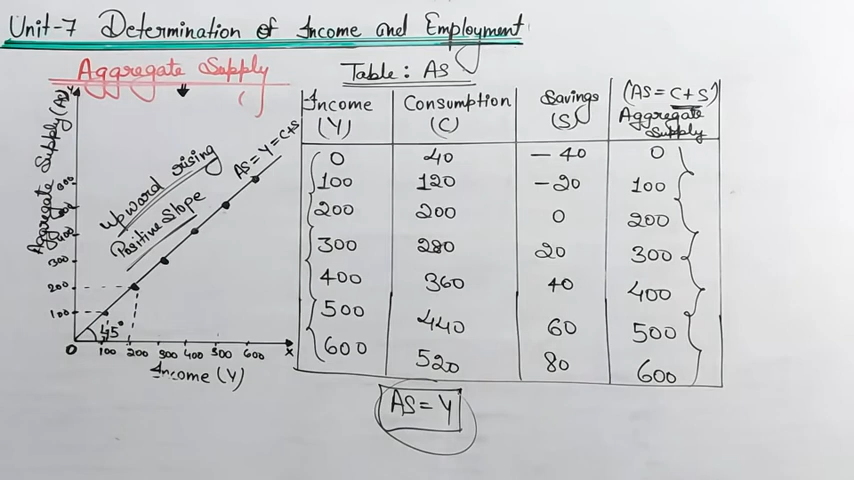 Unit-7 Determination of Income and Employment
Aggregate Supply
Table: AS
Y
Aggregate Supply (AS)
AS=Y=C+S
Upward rising
Positive Slope
400
300
200
100
45°
O 100 200 300 400 500 600 X
Income (Y)
Income (Y) Consumption (C) Savings (S) (AS = C+S) Aggregate Supply
0 40 -40 0
100 120 -20 100
200 200 0 200
300 280 20 300
400 360 40 400
500 440 60 500
600 520 80 600
AS = Y